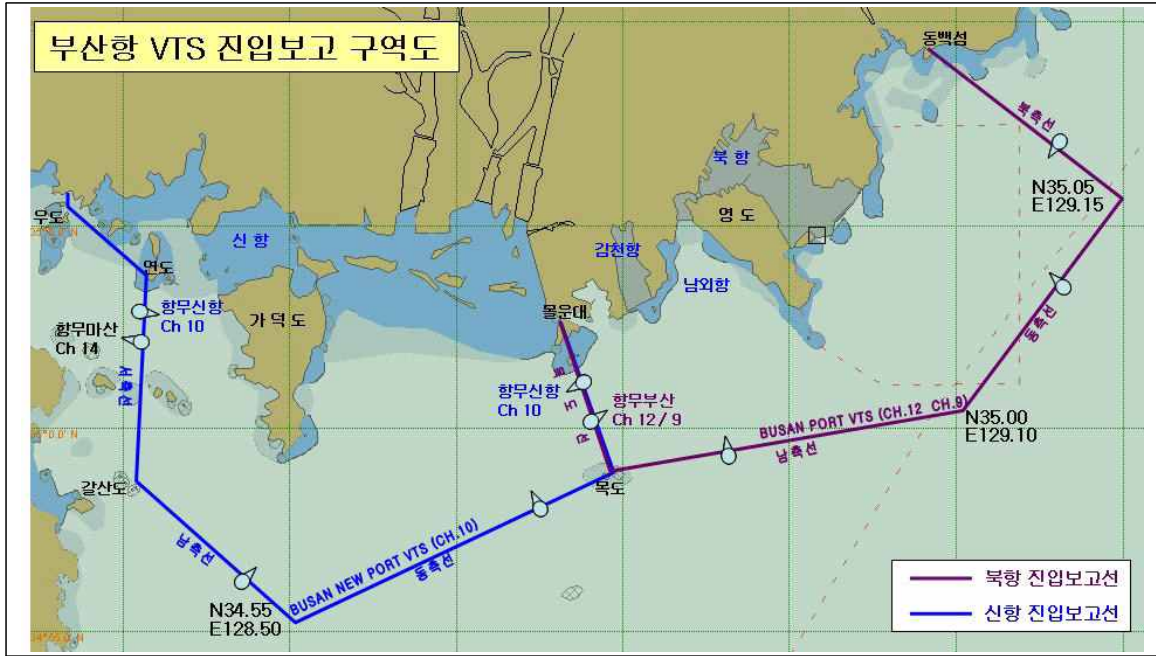 부산항 VTS 진입보고 구역도
동백섬
북측선
N35.05
E129.15
북 항
영 도
우도
신 항
감천항
연도
남외항
항무신항
Ch 10
가 덕 도
몰운대
동측선
항무마산
Ch 14
서측선
항무신항
Ch 10
목 도 선
항무부산
Ch 12 / 9
BUSAN PORT VTS (CH.12 CH.9)
남측선
N35.00
E129.10
갈산도
목도
남측선
BUSAN NEW PORT VTS (CH.10)
동측선
N34.55
E128.50
북항 진입보고선
신항 진입보고선